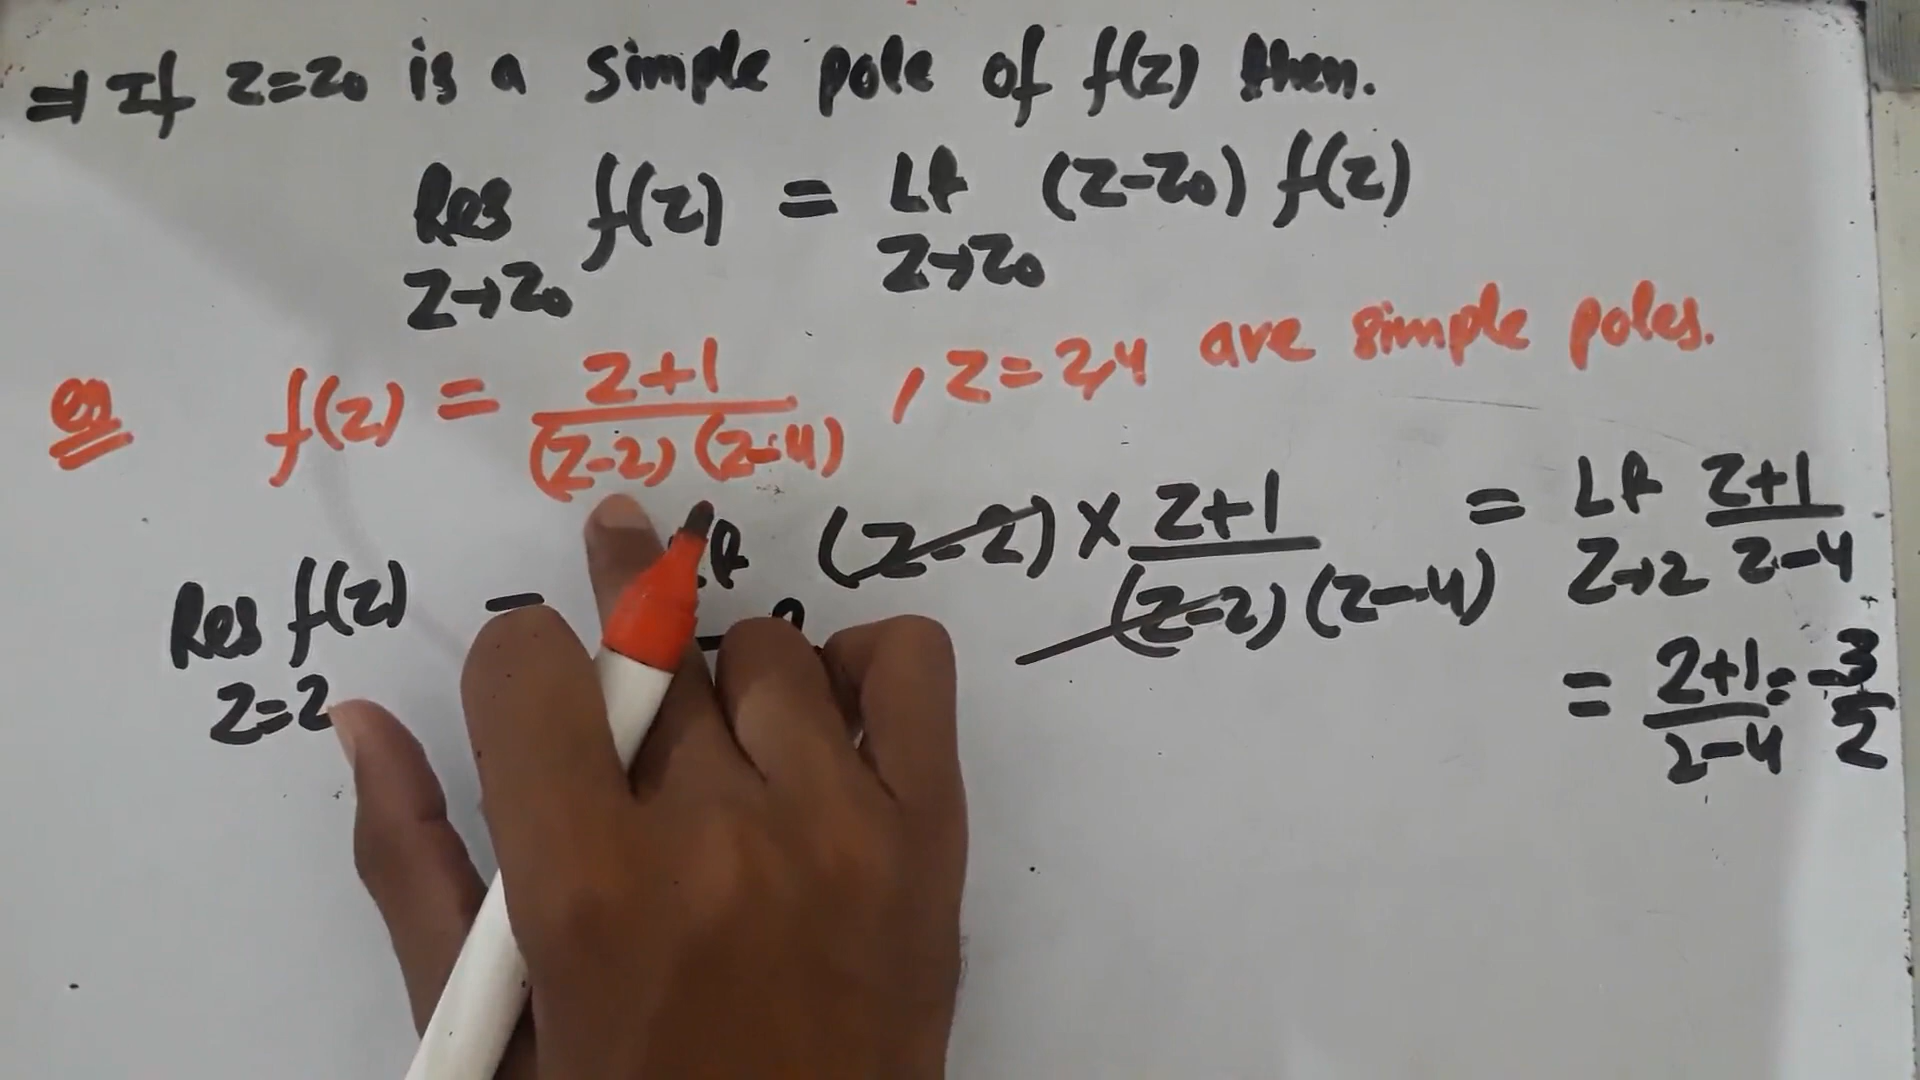 ⇒ If z=z₀ is a simple pole of f(z) then.
Res f(z) = Lt (z-z₀) f(z)
z→z₀ z→z₀
eg f(z) = z+1 / (z-2)(z-4) , z=2,4 are simple poles.
Res f(z) = (z-2) × z+1 / (z-2)(z-4) = Lt z+1 / z-4
z=2 z→2
= 2+1 / 2-4 = -3 / 2